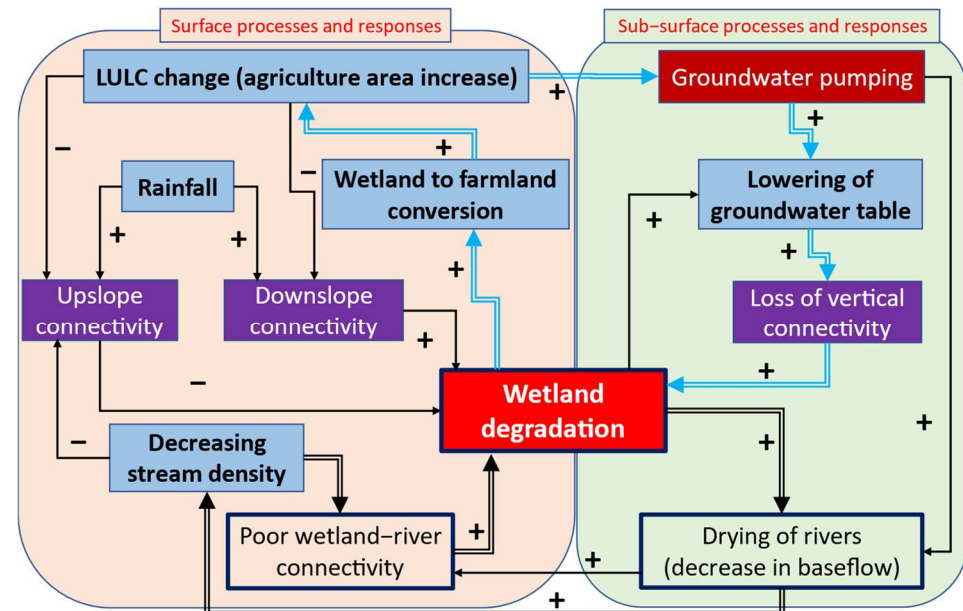 Surface processes and responses
Sub−surface processes and responses
LULC change (agriculture area increase)
+
Groundwater pumping
+
−
−
+
Rainfall
Wetland to farmland
conversion
Lowering of
groundwater table
+
+
+
+
+
Upslope
connectivity
Downslope
connectivity
Loss of vertical
connectivity
+
+
−
Wetland
degradation
+
+
−
Decreasing
stream density
+
Poor wetland−river
connectivity
Drying of rivers
(decrease in baseflow)
+
+